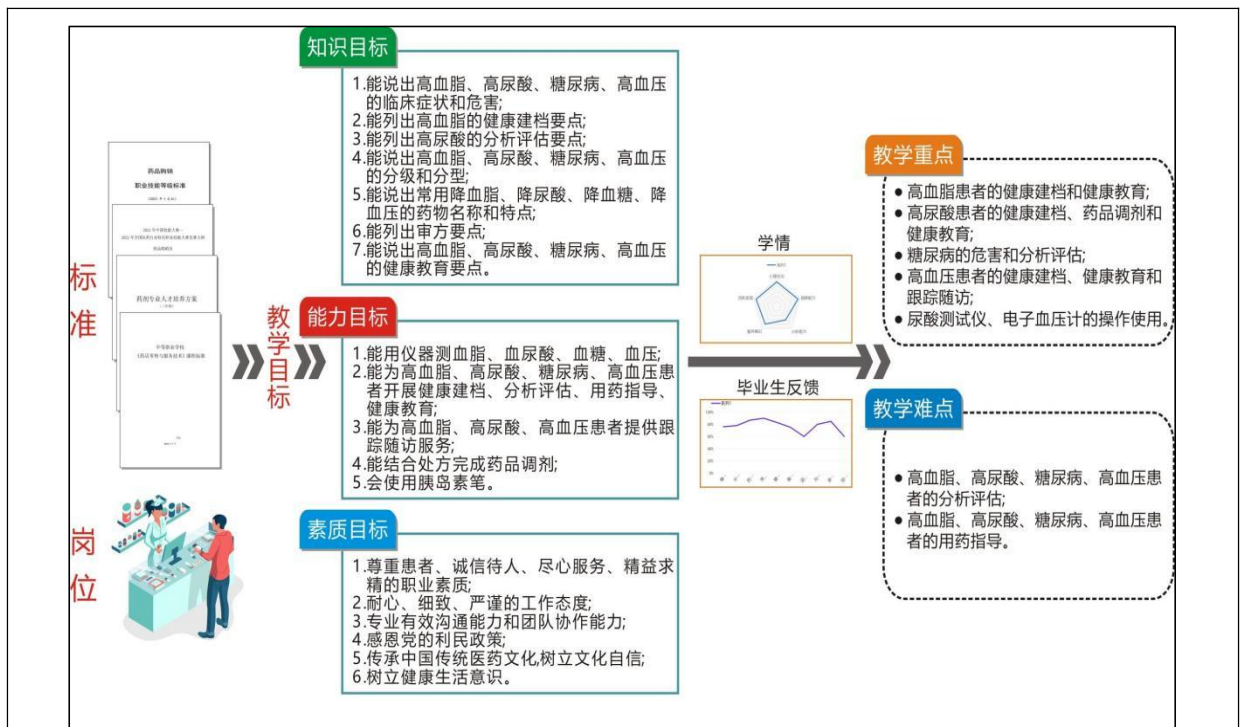 标
准
药品购销
职业技能等级标准
药剂专业人才培养方案
中等职业学校
《药品零售与服务技术》课程标准
岗
位
教学目标
知识目标
1.能说出高血脂、高尿酸、糖尿病、高血压
的临床症状和危害;
2.能列出高血脂的健康建档要点;
3.能列出高尿酸的分析评估要点;
4.能说出高血脂、高尿酸、糖尿病、高血压
的分级和分型;
5.能说出常用降血脂、降尿酸、降血糖、降
血压的药物名称和特点;
6.能列出审方要点;
7.能说出高血脂、高尿酸、糖尿病、高血压
的健康教育要点。
能力目标
1.能用仪器测血脂、血尿酸、血糖、血压;
2.能为高血脂、高尿酸、糖尿病、高血压患
者开展健康建档、分析评估、用药指导、
健康教育;
3.能为高血脂、高尿酸、高血压患者提供跟
踪随访服务;
4.能结合处方完成药品调剂;
5.会使用胰岛素笔。
素质目标
1.尊重患者、诚信待人、尽心服务、精益求
精的职业素质;
2.耐心、细致、严谨的工作态度;
3.专业有效沟通能力和团队协作能力;
4.感恩党的利民政策;
5.传承中国传统医药文化,树立文化自信;
6.树立健康生活意识。
学情
毕业生反馈
100%
80%
60%
40%
20%
0%
教学重点
● 高血脂患者的健康建档和健康教育;
● 高尿酸患者的健康建档、药品调剂和
健康教育;
● 糖尿病的危害和分析评估;
● 高血压患者的健康建档、健康教育和
跟踪随访;
● 尿酸测试仪、电子血压计的操作使用。
教学难点
● 高血脂、高尿酸、糖尿病、高血压患
者的分析评估;
● 高血脂、高尿酸、糖尿病、高血压患
者的用药指导。